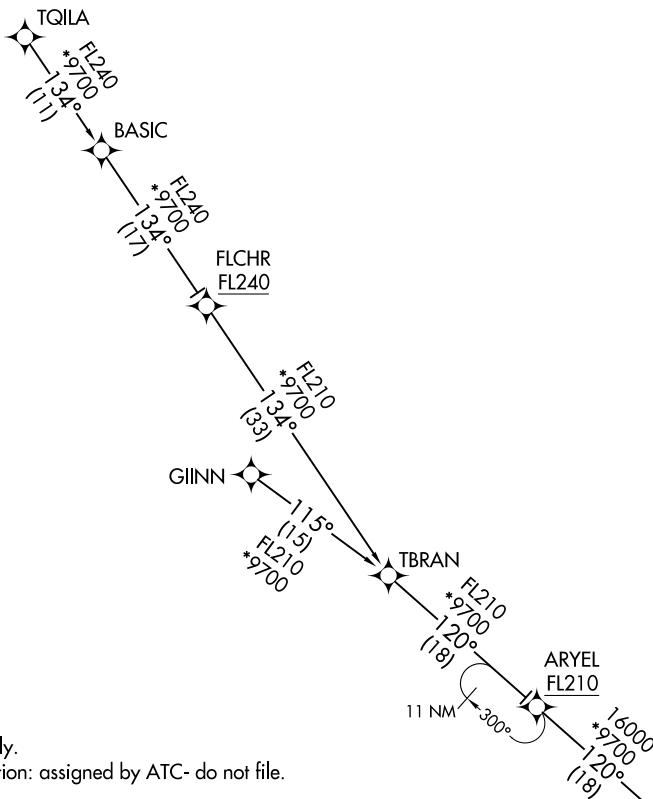 TQILA
FL240
*9700
134°
(11)
BASIC
FL240
*9700
134°
(17)
FLCHR
FL240
FL210
*9700
134°
(33)
GIINN
115°
(15)
FL210
*9700
TBRAN
FL210
*9700
120°
(18)
ARYEL
FL210
11 NM
300°
16000
*9700
120°
(18)
ly.
tion: assigned by ATC- do not file.